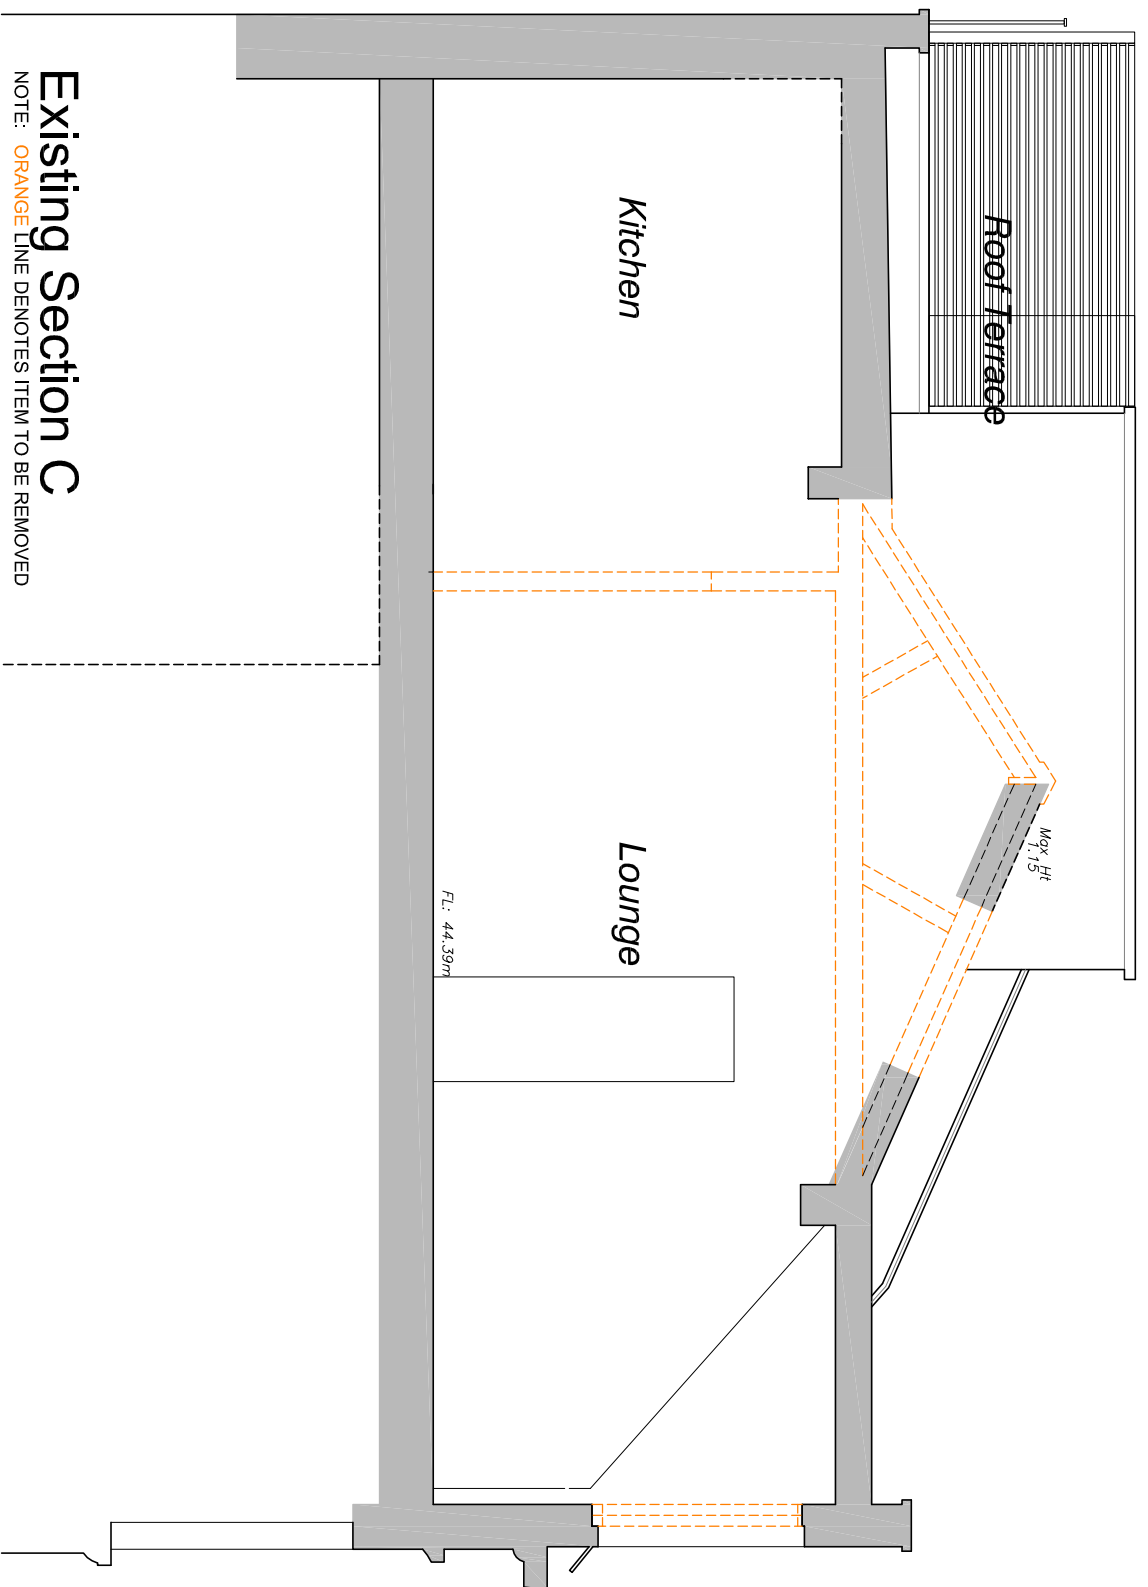 Roof Terrace
Max. Ht
1.15
Kitchen
Lounge
FL: 44.39m
Existing Section C
NOTE: ORANGE LINE DENOTES ITEM TO BE REMOVED